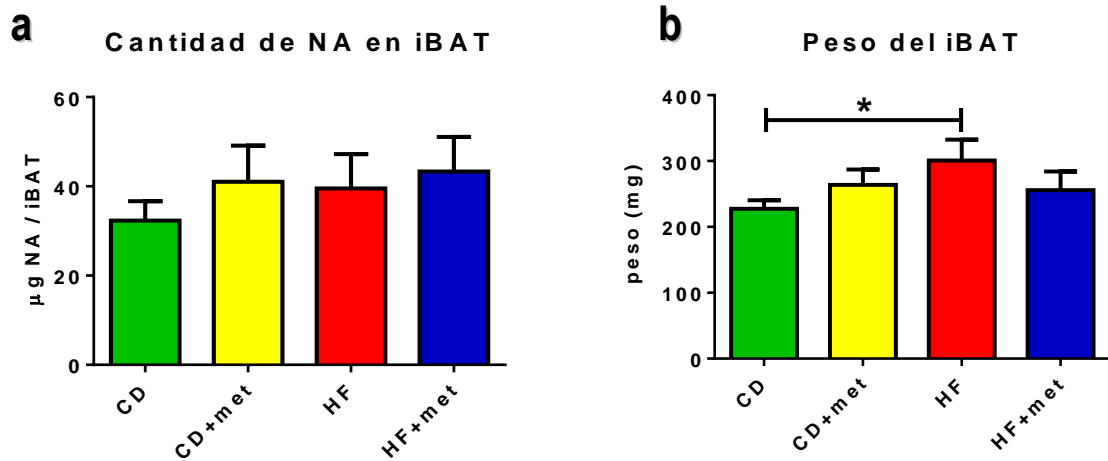 a
Cantidad de NA en iBAT
60
40
20
0
µg NA / iBAT
CD
CD+met
HF
HF+met
b
Peso del iBAT
400
300
200
100
0
peso (mg)
*
CD
CD+met
HF
HF+met